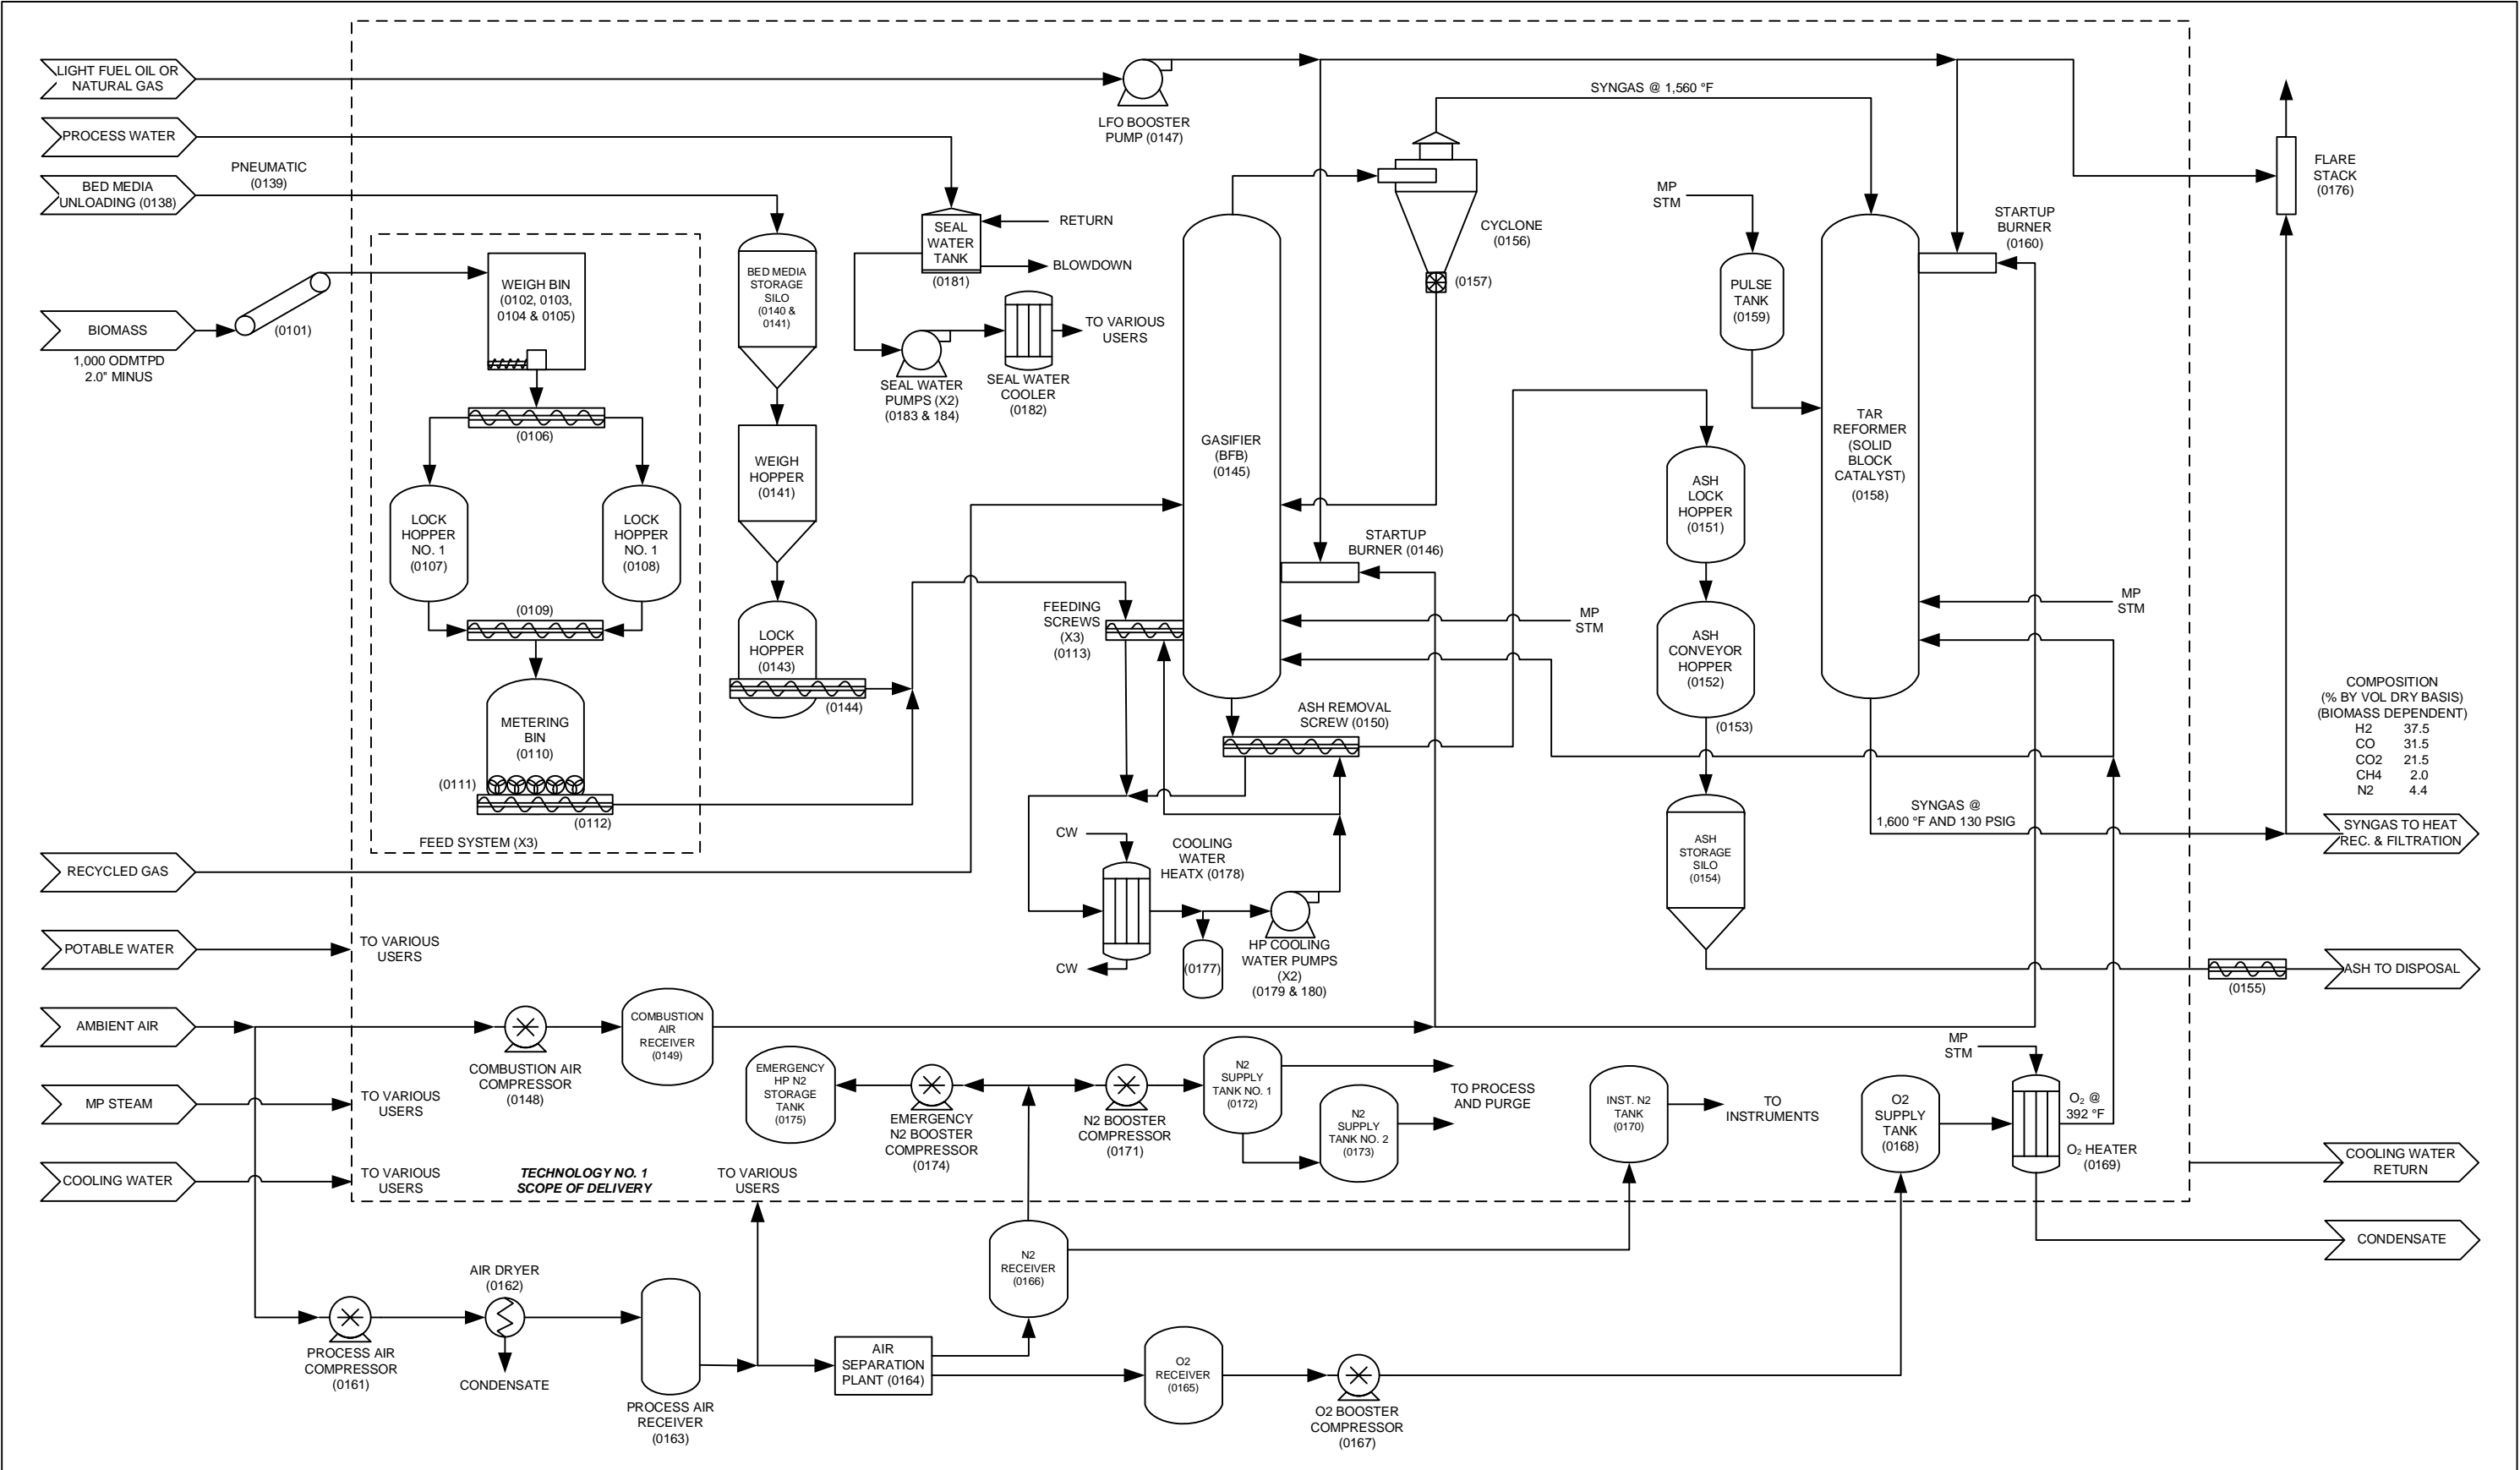 LIGHT FUEL OIL OR
NATURAL GAS
PROCESS WATER
PNEUMATIC
(0139)
BED MEDIA
UNLOADING (0138)
BIOMASS
1,000 ODMTPD
2.0" MINUS
(0101)
WEIGH BIN
(0102, 0103,
0104 & 0105)
(0106)
LOCK
HOPPER
NO. 1
(0107)
LOCK
HOPPER
NO. 1
(0108)
(0109)
METERING
BIN
(0110)
(0111)
(0112)
FEED SYSTEM (X3)
BED MEDIA
STORAGE
SILO
(0140 &
0141)
WEIGH
HOPPER
(0141)
LOCK
HOPPER
(0143)
(0144)
SEAL
WATER
TANK
(0181)
RETURN
BLOWDOWN
SEAL WATER
PUMPS (X2)
(0183 & 184)
SEAL WATER
COOLER
(0182)
TO VARIOUS
USERS
LFO BOOSTER
PUMP (0147)
SYNGAS @ 1,560 °F
CYCLONE
(0156)
(0157)
GASIFIER
(BFB)
(0145)
STARTUP
BURNER (0146)
FEEDING
SCREWS
(X3)
(0113)
MP
STM
ASH REMOVAL
SCREW (0150)
CW
COOLING
WATER
HEATX (0178)
CW
(0177)
HP COOLING
WATER PUMPS
(X2)
(0179 & 180)
MP
STM
PULSE
TANK
(0159)
ASH
LOCK
HOPPER
(0151)
ASH
CONVEYOR
HOPPER
(0152)
(0153)
ASH
STORAGE
SILO
(0154)
TAR
REFORMER
(SOLID
BLOCK
CATALYST)
(0158)
STARTUP
BURNER
(0160)
MP
STM
SYNGAS @
1,600 °F AND 130 PSIG
FLARE
STACK
(0176)
COMPOSITION
(% BY VOL DRY BASIS)
(BIOMASS DEPENDENT)
H2 37.5
CO 31.5
CO2 21.5
CH4 2.0
N2 4.4
SYNGAS TO HEAT
REC. & FILTRATION
(0155)
ASH TO DISPOSAL
RECYCLED GAS
POTABLE WATER
TO VARIOUS
USERS
AMBIENT AIR
COMBUSTION AIR
COMPRESSOR
(0148)
COMBUSTION
AIR
RECEIVER
(0149)
MP STEAM
TO VARIOUS
USERS
COOLING WATER
TO VARIOUS
USERS
TECHNOLOGY NO. 1
SCOPE OF DELIVERY
TO VARIOUS
USERS
EMERGENCY
HP N2
STORAGE
TANK
(0175)
EMERGENCY
N2 BOOSTER
COMPRESSOR
(0174)
N2 BOOSTER
COMPRESSOR
(0171)
N2
SUPPLY
TANK NO. 1
(0172)
N2
SUPPLY
TANK NO. 2
(0173)
TO PROCESS
AND PURGE
INST. N2
TANK
(0170)
TO
INSTRUMENTS
O2
SUPPLY
TANK
(0168)
MP
STM
O₂ @
392 °F
O₂ HEATER
(0169)
COOLING WATER
RETURN
CONDENSATE
PROCESS AIR
COMPRESSOR
(0161)
AIR DRYER
(0162)
CONDENSATE
PROCESS AIR
RECEIVER
(0163)
AIR
SEPARATION
PLANT (0164)
N2
RECEIVER
(0166)
O2
RECEIVER
(0165)
O2 BOOSTER
COMPRESSOR
(0167)